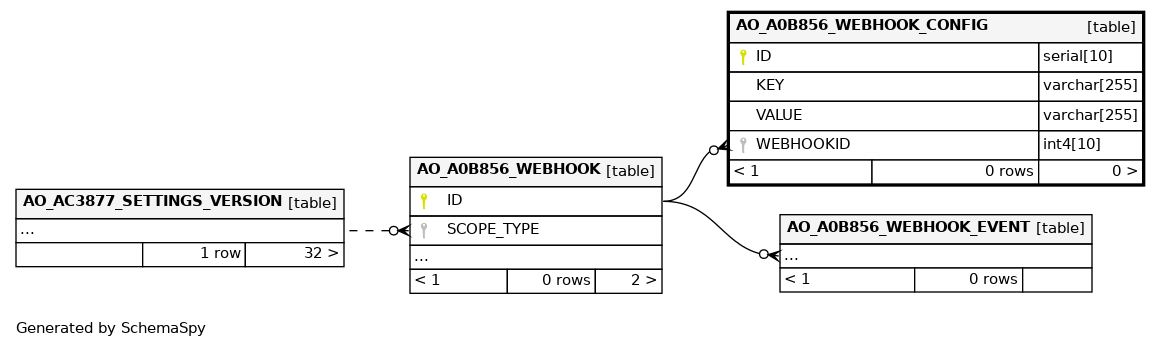 AO_A0B856_WEBHOOK_CONFIG [table]
ID serial[10]
KEY varchar[255]
VALUE varchar[255]
WEBHOOKID int4[10]
< 1 0 rows 0 >
AO_A0B856_WEBHOOK [table]
ID
SCOPE_TYPE
...
< 1 0 rows 2 >
AO_AC3877_SETTINGS_VERSION [table]
...
1 row 32 >
AO_A0B856_WEBHOOK_EVENT [table]
...
< 1 0 rows
Generated by SchemaSpy